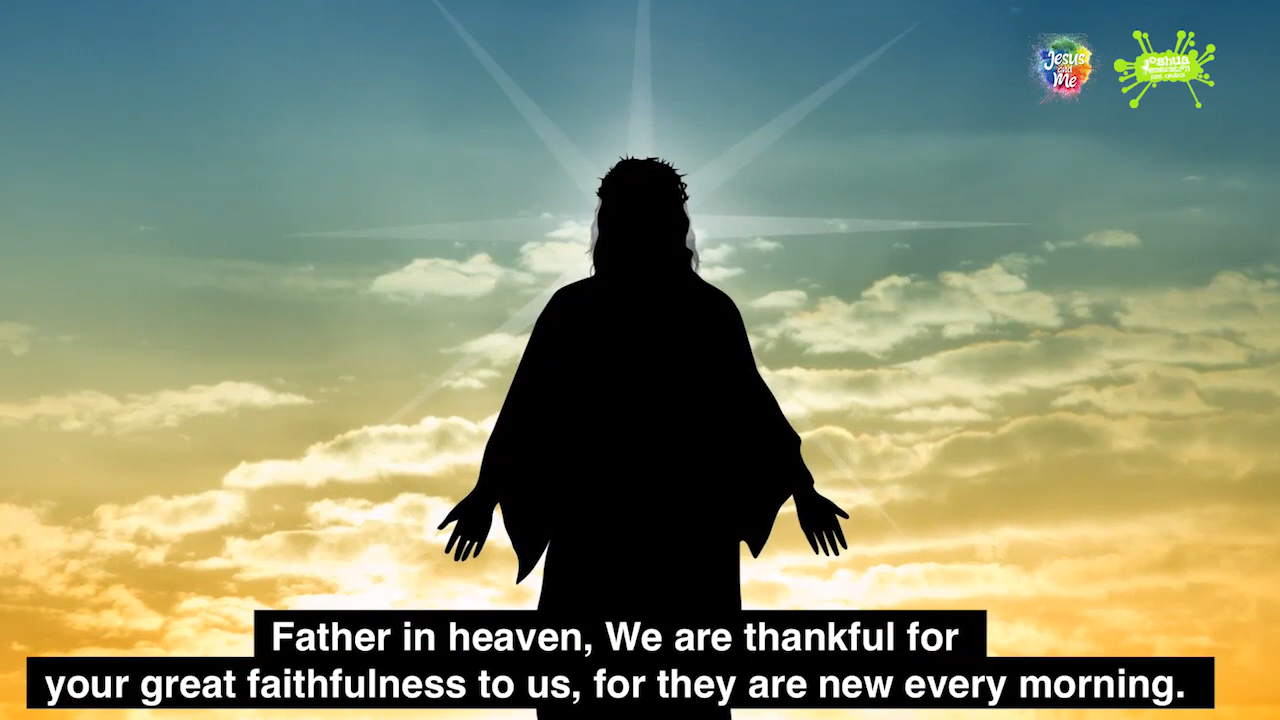 Jesus
and
Me
Joshua
Generation
Father in heaven, We are thankful for
your great faithfulness to us, for they are new every morning.